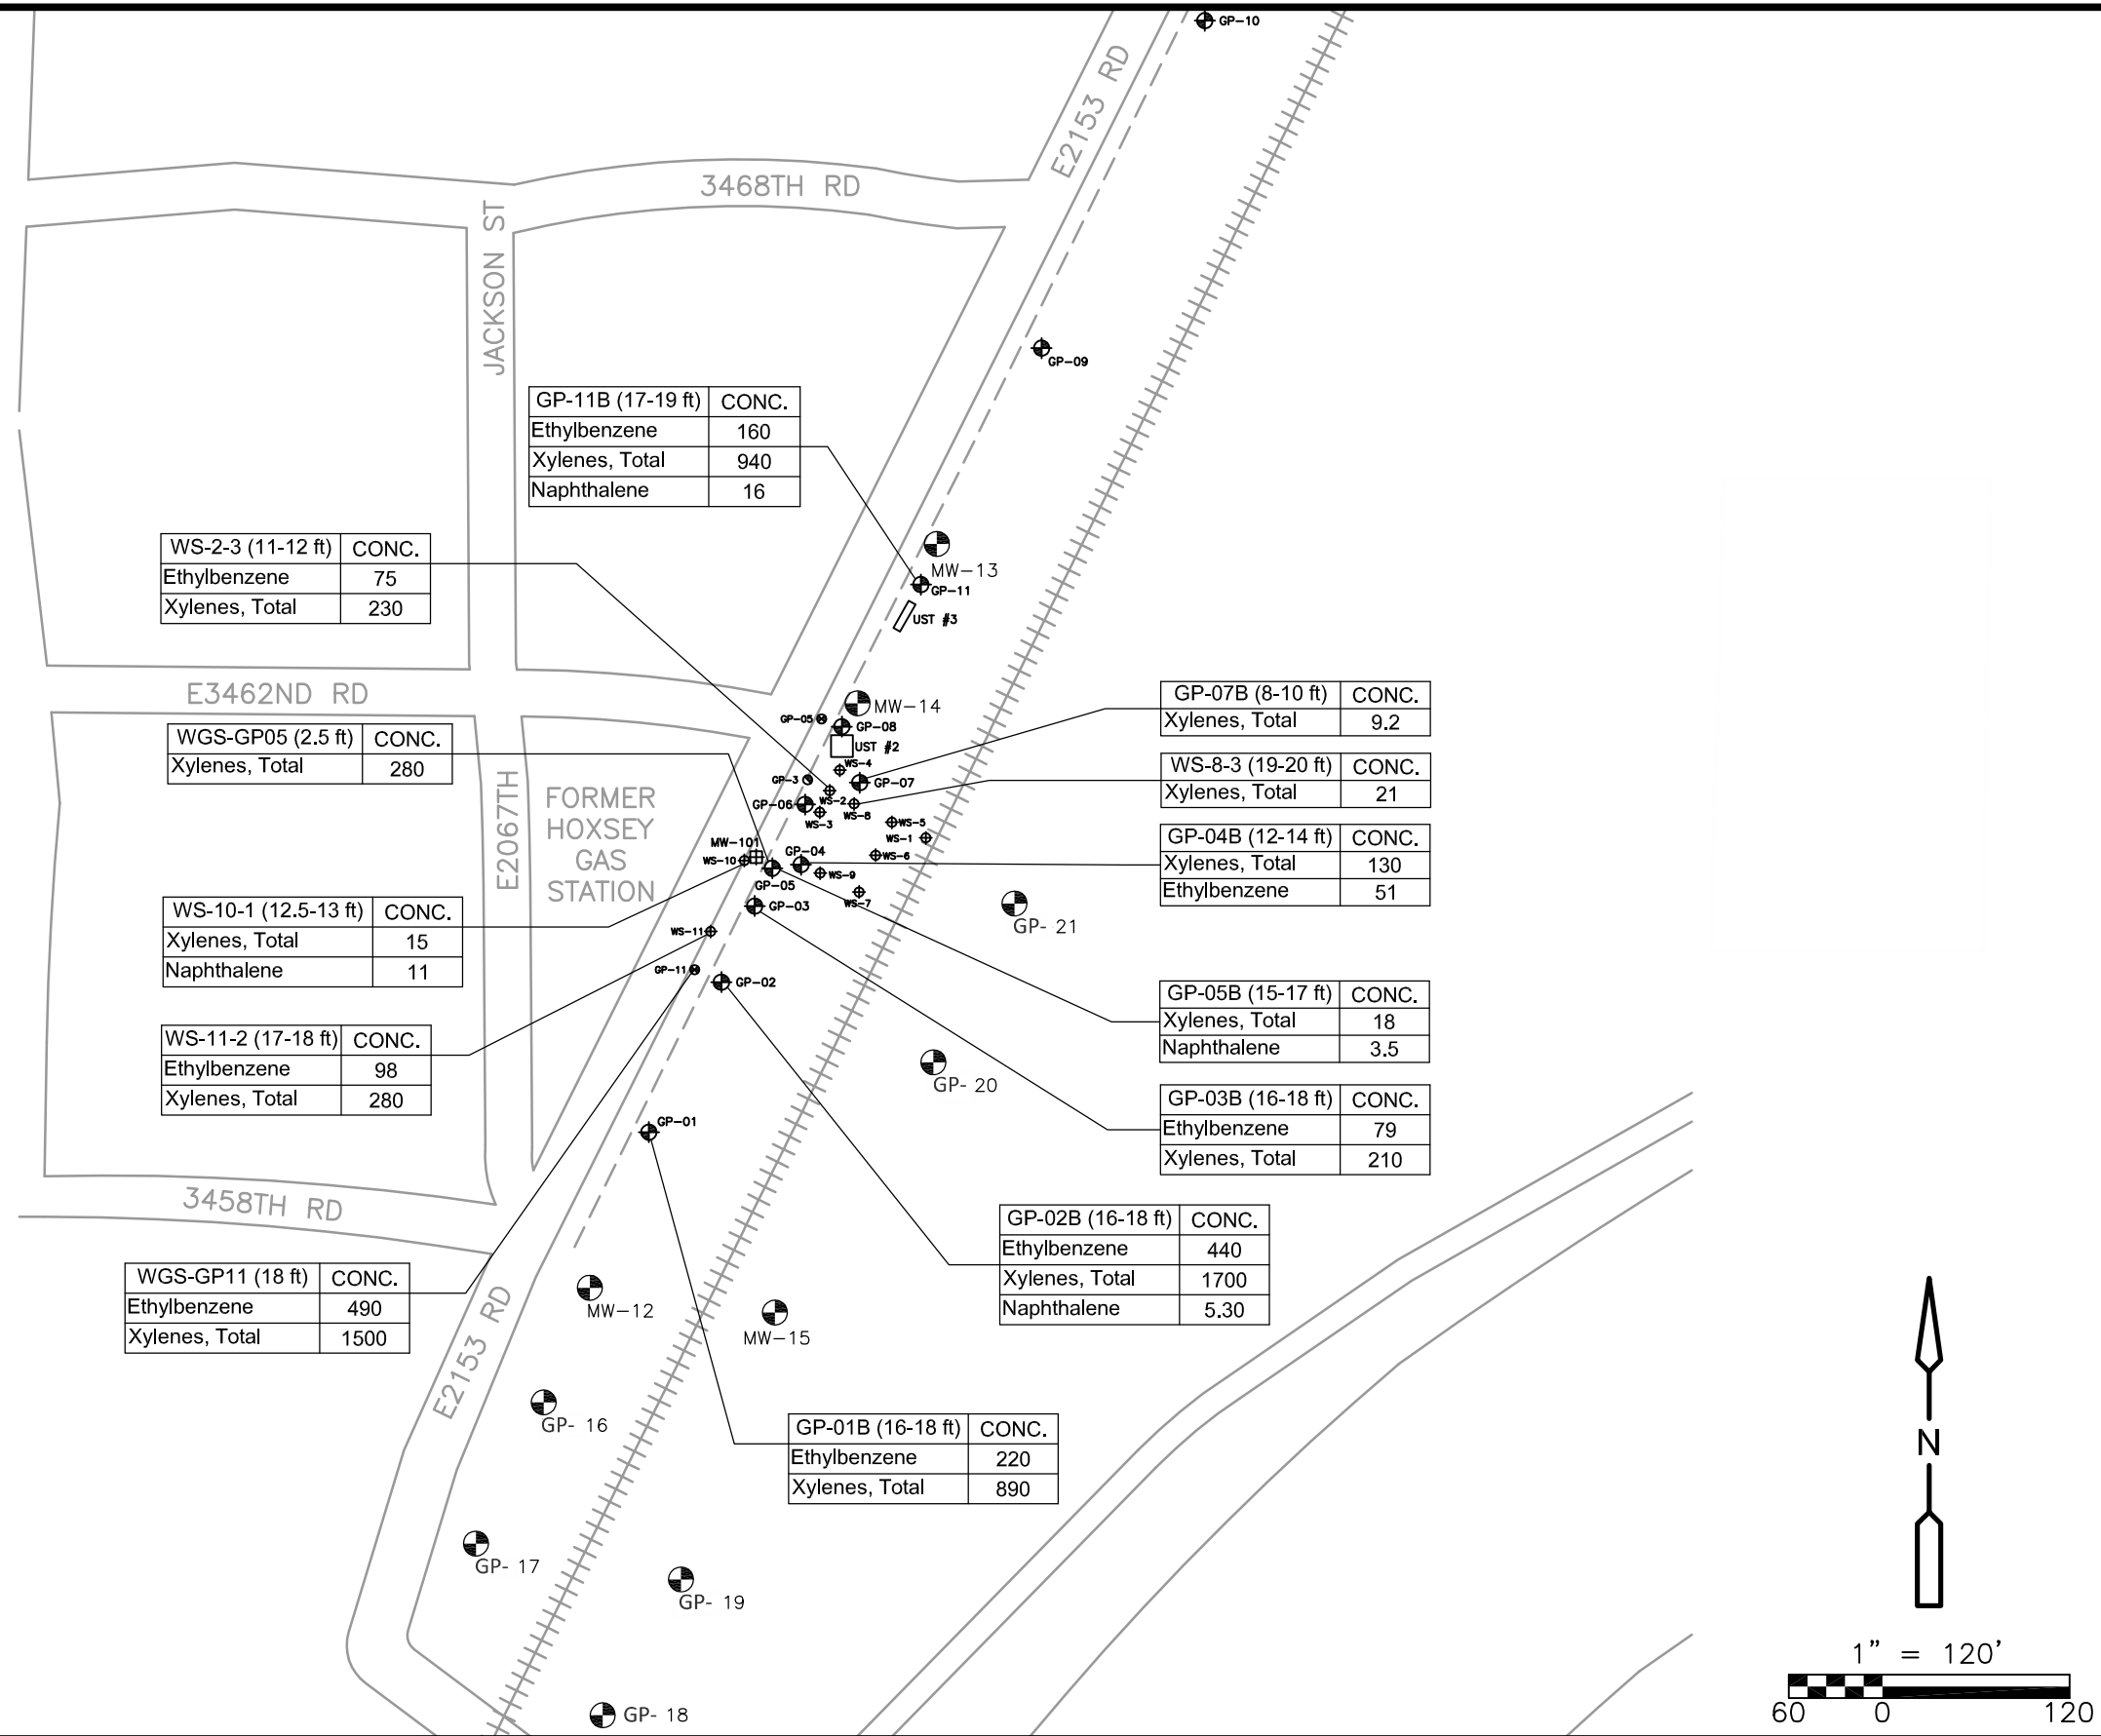 GP-10
E2153 RD
3468TH RD
JACKSON ST
GP-09
GP-11B (17-19 ft) CONC.
Ethylbenzene 160
Xylenes, Total 940
Naphthalene 16
WS-2-3 (11-12 ft) CONC.
Ethylbenzene 75
Xylenes, Total 230
MW-13
GP-11
UST #3
E3462ND RD
GP-07B (8-10 ft) CONC.
Xylenes, Total 9.2
MW-14
GP-05
GP-08
UST #2
WGS-GP05 (2.5 ft) CONC.
Xylenes, Total 280
WS-4
GP-3
GP-07
WS-8-3 (19-20 ft) CONC.
Xylenes, Total 21
E2067TH
FORMER
HOXSEY
GAS
STATION
GP-06
WS-2
WS-3
WS-8
WS-5
WS-1
GP-04B (12-14 ft) CONC.
Xylenes, Total 130
Ethylbenzene 51
MW-101
WS-10
GP-04
WS-6
WS-9
GP-05
WS-7
GP-03
WS-10-1 (12.5-13 ft) CONC.
Xylenes, Total 15
Naphthalene 11
GP- 21
WS-11
GP-11
GP-02
GP-05B (15-17 ft) CONC.
Xylenes, Total 18
Naphthalene 3.5
WS-11-2 (17-18 ft) CONC.
Ethylbenzene 98
Xylenes, Total 280
GP- 20
GP-03B (16-18 ft) CONC.
Ethylbenzene 79
Xylenes, Total 210
GP-01
3458TH RD
GP-02B (16-18 ft) CONC.
Ethylbenzene 440
Xylenes, Total 1700
Naphthalene 5.30
WGS-GP11 (18 ft) CONC.
Ethylbenzene 490
Xylenes, Total 1500
MW-12
MW-15
E2153 RD
GP- 16
GP-01B (16-18 ft) CONC.
Ethylbenzene 220
Xylenes, Total 890
N
GP- 17
GP- 19
1" = 120'
GP- 18
60 0 120